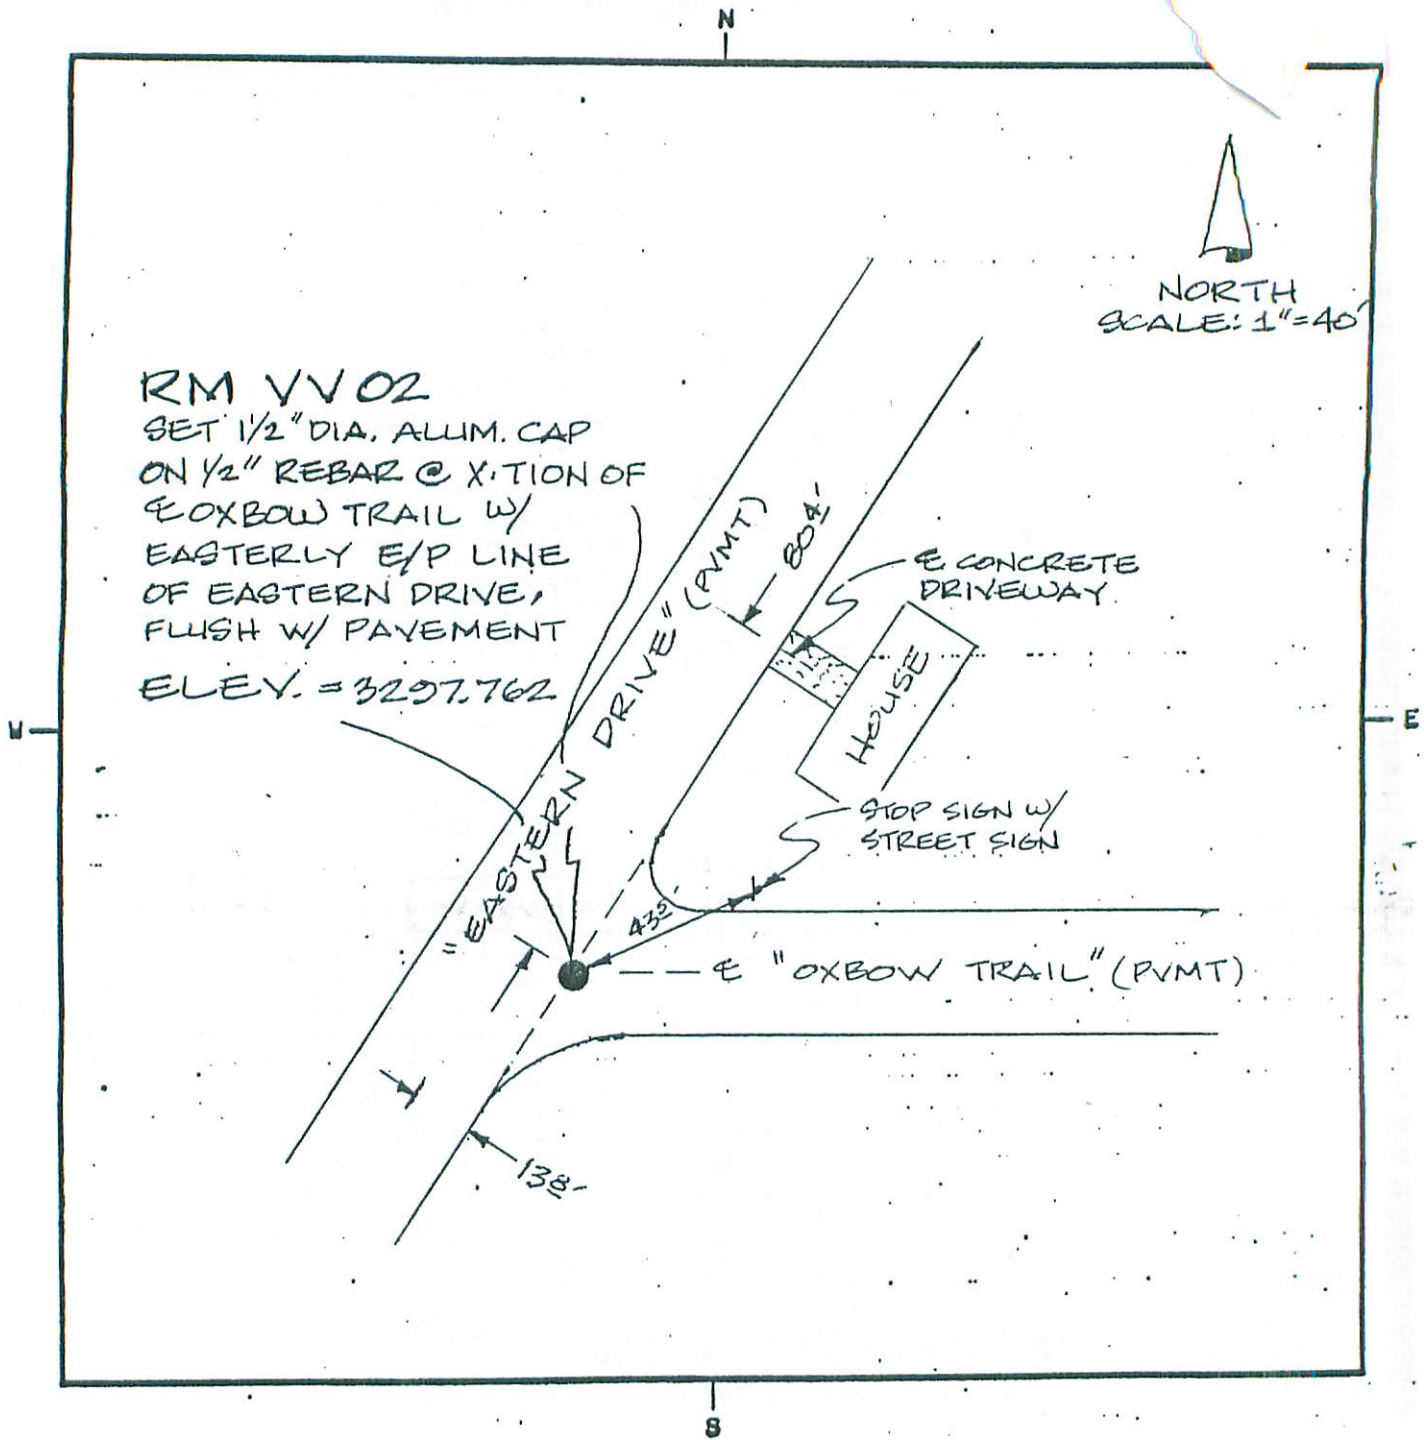 N
NORTH
SCALE: 1"=40'
RM VV02
SET 1/2" DIA. ALUM. CAP
ON 1/2" REBAR @ X.TION OF
℄ OXBOW TRAIL W/
EASTERLY E/P LINE
OF EASTERN DRIVE,
FLUSH W/ PAVEMENT
ELEV. = 3297.762
80±'
℄ CONCRETE
DRIVEWAY
HOUSE
W
E
"EASTERN DRIVE" (PVMT)
STOP SIGN W/
STREET SIGN
43⁰'
℄ "OXBOW TRAIL" (PVMT)
13⁸'
S